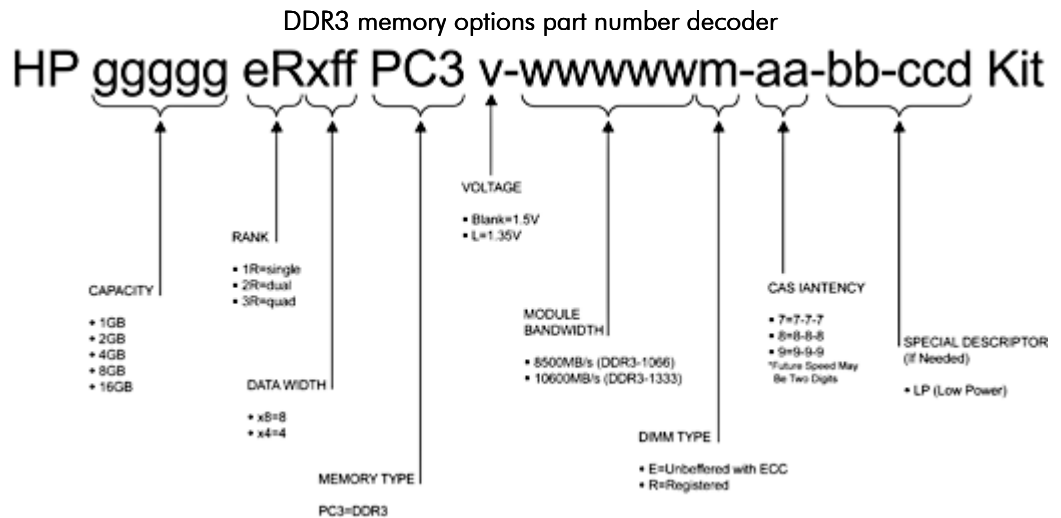 DDR3 memory options part number decoder
HP ggggg eRxff PC3 v-wwwwwm-aa-bb-ccd Kit
VOLTAGE
▪ Blank=1.5V
▪ L=1.35V
RANK
▪ 1R=single
▪ 2R=dual
▪ 3R=quad
CAPACITY
+ 1GB
+ 2GB
+ 4GB
+ 8GB
+ 16GB
CAS IANTENCY
▪ 7=7-7-7
▪ 8=8-8-8
▪ 9=9-9-9
*Future Speed May
Be Two Digits
MODULE
BANDWIDTH
▪ 8500MB/s (DDR3-1066)
▪ 10600MB/s (DDR3-1333)
SPECIAL DESCRIPTOR
(If Needed)
+ LP (Low Power)
DATA WIDTH
+ x8=8
+ x4=4
DIMM TYPE
+ E=Unbeffered with ECC
+ R=Registered
MEMORY TYPE
PC3=DDR3